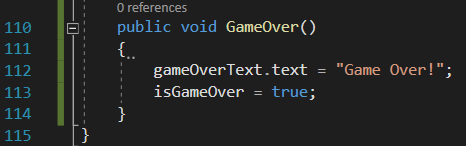 0 references
110 public void GameOver()
111 {
112 gameOverText.text = "Game Over!";
113 isGameOver = true;
114 }
115 }